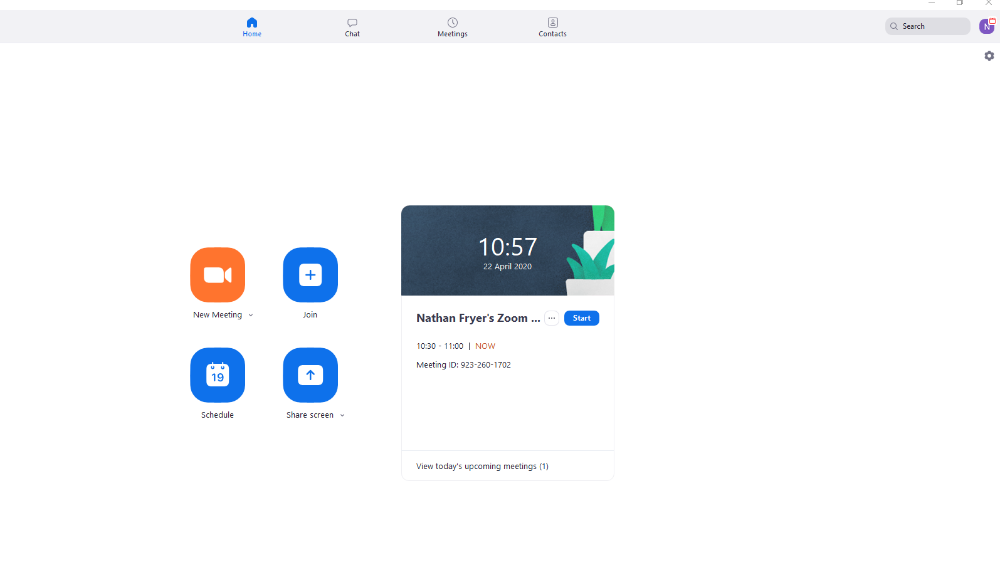 Home
Chat
Meetings
Contacts
Search
N
10:57
22 April 2020
New Meeting
Join
Nathan Fryer's Zoom ...
Start
10:30 - 11:00 | NOW
Meeting ID: 923-260-1702
19
Schedule
Share screen
View today's upcoming meetings (1)